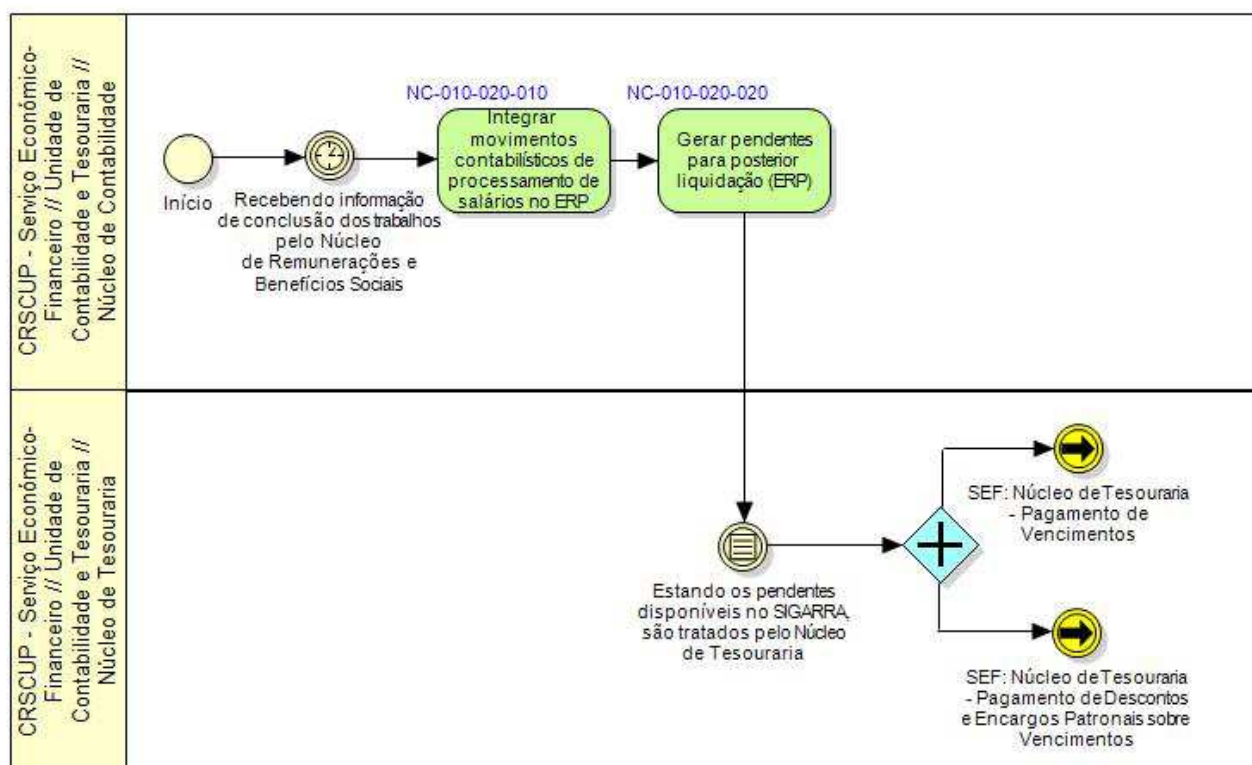 CRSCUP - Serviço Económico-
Financeiro // Unidade de
Contabilidade e Tesouraria //
Núcleo de Contabilidade
Início
Recebendo informação
de conclusão dos trabalhos
pelo Núcleo
de Remunerações e
Benefícios Sociais
NC-010-020-010
Integrar
movimentos
contabilísticos de
processamento de
salários no ERP
NC-010-020-020
Gerar pendentes
para posterior
liquidação (ERP)
CRSCUP - Serviço Económico-
Financeiro // Unidade de
Contabilidade e Tesouraria //
Núcleo de Tesouraria
Estando os pendentes
disponíveis no SIGARRA,
são tratados pelo Núcleo
de Tesouraria
SEF: Núcleo de Tesouraria
- Pagamento de
Vencimentos
SEF: Núcleo de Tesouraria
- Pagamento de Descontos
e Encargos Patronais sobre
Vencimentos